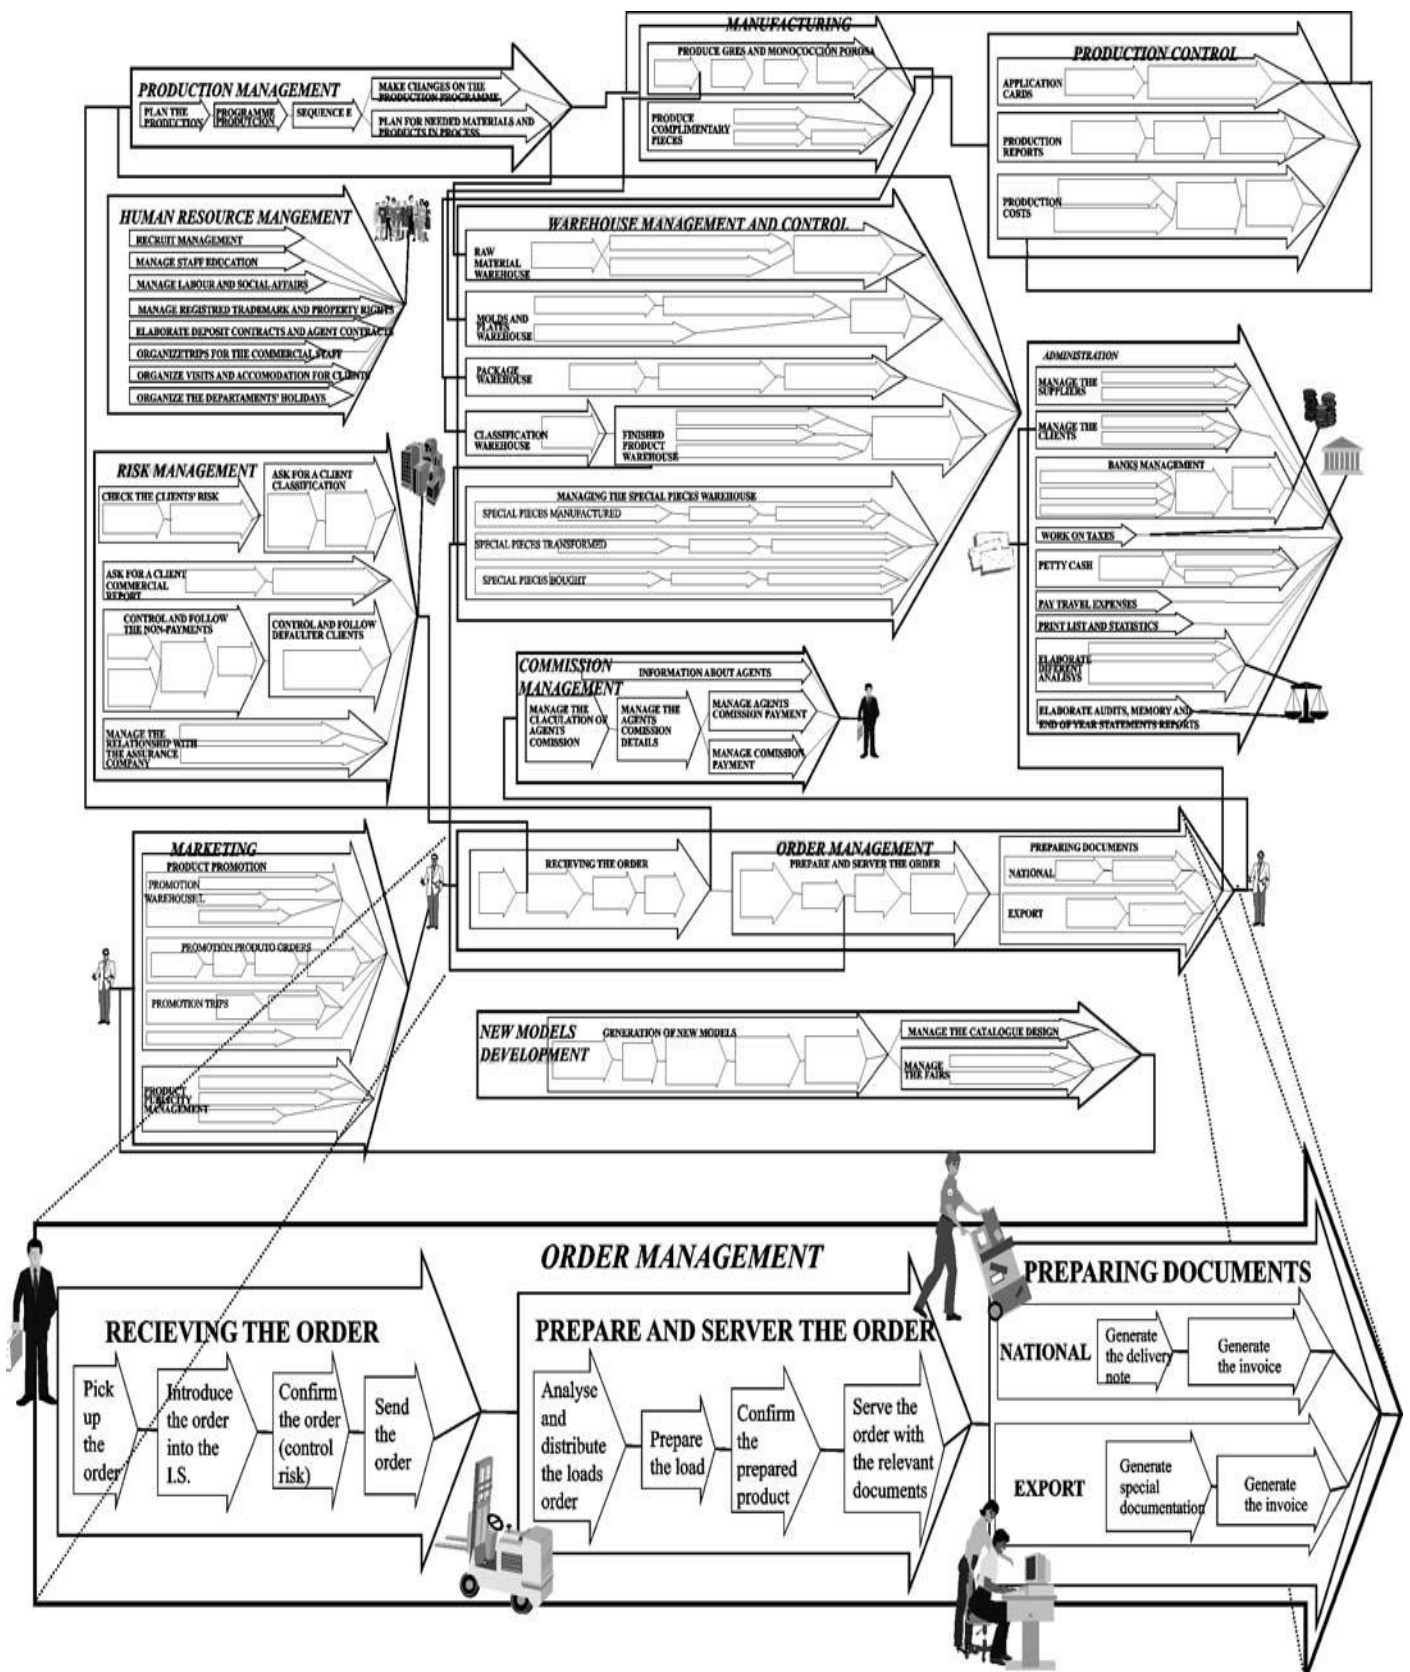 MANUFACTURING
PRODUCE GRES AND MONOCOCCIÓN POROSA
PRODUCE
COMPLIMENTARY
PIECES
PRODUCTION CONTROL
APPLICATION
CARDS
PRODUCTION
REPORTS
PRODUCTION
COSTS
PRODUCTION MANAGEMENT
PLAN THE
PRODUCTION
PROGRAMME
PRODUTCION
SEQUENCE E
MAKE CHANGES ON THE
PRODUCTION PROGRAMME
PLAN FOR NEEDED MATERIALS AND
PRODUCTS IN PROCESS
HUMAN RESOURCE MANGEMENT
RECRUIT MANAGEMENT
MANAGE STAFF EDUCATION
MANAGE LABOUR AND SOCIAL AFFAIRS
MANAGE REGISTRED TRADEMARK AND PROPERTY RIGHTS
ELABORATE DEPOSIT CONTRACTS AND AGENT CONTRACTS
ORGANIZETRIPS FOR THE COMMERCIAL STAFF
ORGANIZE VISITS AND ACCOMODATION FOR CLIENTS
ORGANIZE THE DEPARTAMENTS' HOLIDAYS
WAREHOUSE MANAGEMENT AND CONTROL
RAW
MATERIAL
WAREHOUSE
MOLDS AND
PLATES
WAREHOUSE
PACKAGE
WAREHOUSE
CLASSIFICATION
WAREHOUSE
FINISHED
PRODUCT
WAREHOUSE
MANAGING THE SPECIAL PIECES WAREHOUSE
SPECIAL PIECES MANUFACTURED
SPECIAL PIECES TRANSFORMED
SPECIAL PIECES BOUGHT
ADMINISTRATION
MANAGE THE
SUPPLIERS
MANAGE THE
CLIENTS
BANKS MANAGEMENT
WORK ON TAXES
PETTY CASH
PAY TRAVEL EXPENSES
PRINT LIST AND STATISTICS
ELABORATE
DIFERENT
ANALISYS
ELABORATE AUDITS, MEMORY AND
END OF YEAR STATEMENTS REPORTS
RISK MANAGEMENT
CHECK THE CLIENTS' RISK
ASK FOR A CLIENT
CLASSIFICATION
ASK FOR A CLIENT
COMMERCIAL
REPORT
CONTROL AND FOLLOW
THE NON-PAYMENTS
CONTROL AND FOLLOW
DEFAULTER CLIENTS
MANAGE THE
RELATIONSHIP WITH
THE ASSURANCE
COMPANY
COMMISSION
MANAGEMENT
INFORMATION ABOUT AGENTS
MANAGE THE
CLACULATION OF
AGENTS
COMISSION
MANAGE THE
AGENTS
COMISSION
DETAILS
MANAGE AGENTS
COMISSION PAYMENT
MANAGE COMISSION
PAYMENT
MARKETING
PRODUCT PROMOTION
PROMOTION
WAREHOUSE
PROMOTION PRODUTO ORDERS
PROMOTION TRIPS
PRODUCT
PUBLICITY
MANAGEMENT
ORDER MANAGEMENT
RECIEVING THE ORDER
PREPARE AND SERVER THE ORDER
PREPARING DOCUMENTS
NATIONAL
EXPORT
NEW MODELS
DEVELOPMENT
GENERATION OF NEW MODELS
MANAGE THE CATALOGUE DESIGN
MANAGE
THE FAIRS
ORDER MANAGEMENT
RECIEVING THE ORDER
Pick
up
the
order
Introduce
the order
into the
I.S.
Confirm
the order
(control
risk)
Send
the
order
PREPARE AND SERVER THE ORDER
Analyse
and
distribute
the loads
order
Prepare
the load
Confirm
the
prepared
product
Serve the
order with
the relevant
documents
PREPARING DOCUMENTS
NATIONAL
Generate
the delivery
note
Generate
the invoice
EXPORT
Generate
special
documentation
Generate
the invoice